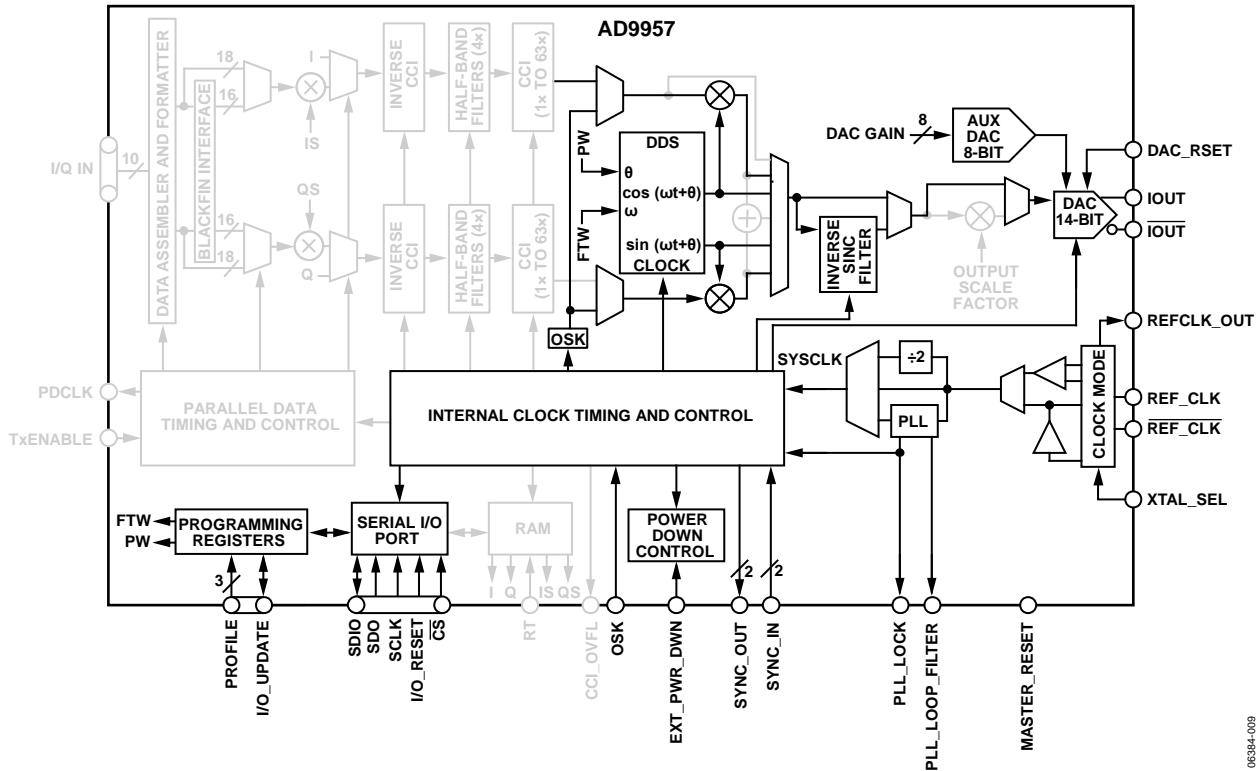 AD9957
I/Q IN
10
DATA ASSEMBLER AND FORMATTER
BLACKFIN INTERFACE
18
16
16
18
I
IS
QS
Q
INVERSE
CCI
HALF-BAND
FILTERS (4×)
CCI
(1× TO 63×)
INVERSE
CCI
HALF-BAND
FILTERS (4×)
CCI
(1× TO 63×)
PW
FTW
DDS
θ
cos (ωt+θ)
ω
sin (ωt+θ)
CLOCK
OSK
INVERSE
SINC
FILTER
OUTPUT
SCALE
FACTOR
DAC GAIN
8
AUX
DAC
8-BIT
DAC
14-BIT
DAC_RSET
IOUT
IOUT
REFCLK_OUT
REF_CLK
REF_CLK
XTAL_SEL
CLOCK MODE
SYSCLK
÷2
PLL
PDCLK
TxENABLE
PARALLEL DATA
TIMING AND CONTROL
INTERNAL CLOCK TIMING AND CONTROL
FTW
PW
PROGRAMMING
REGISTERS
SERIAL I/O
PORT
RAM
POWER
DOWN
CONTROL
3
I
Q
IS
QS
2
2
PROFILE
I/O_UPDATE
SDIO
SDO
SCLK
I/O_RESET
CS
RT
CCI_OVFL
OSK
EXT_PWR_DWN
SYNC_OUT
SYNC_IN
PLL_LOCK
PLL_LOOP_FILTER
MASTER_RESET
06384-009